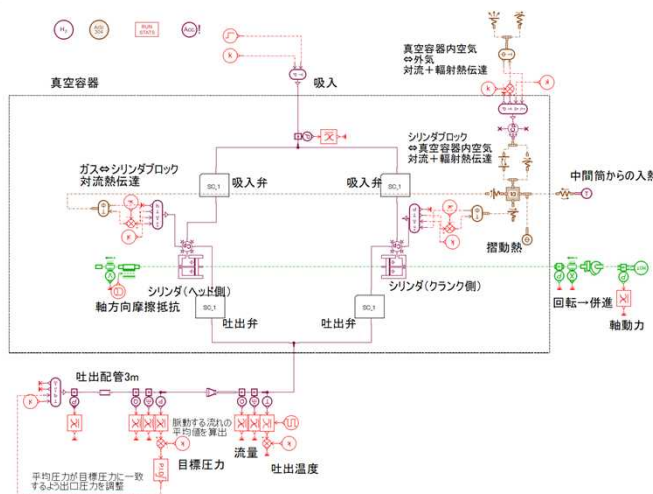 H₂
RUN
STATS
Acc!
k
吸入
真空容器
真空容器内空気
⇔外気
対流＋輻射熱伝達
k
シリンダブロック
⇔真空容器内空気
対流＋輻射熱伝達
ガス⇔シリンダブロック
対流熱伝達
SC_1
吸入弁
吸入弁
SC_1
中間筒からの入熱
T
摺動熱
k
k
シリンダ(ヘッド側)
シリンダ(クランク側)
軸方向摩擦抵抗
SC_1
吐出弁
SC_1
吐出弁
回転→併進
軸動力
吐出配管3m
脈動する流れの
平均値を算出
k
k
k
目標圧力
流量
吐出温度
平均圧力が目標圧力に一致
するよう出口圧力を調整